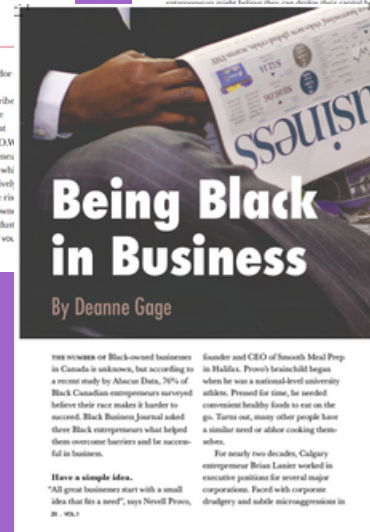 Being Black
in Business
By Deanne Gage
THE NUMBER OF Black-owned businesses
in Canada is unknown, but according to
a recent study by Abacus Data, 76% of
Black Canadian entrepreneurs surveyed
believe their race makes it harder to
succeed. Black Business Journal asked
three Black entrepreneurs what helped
them overcome barriers and be success-
ful in business.
Have a simple idea.
"All great businesses start with a small
idea that fits a need", says Nevell Provo,
20 . VOL.1
founder and CEO of Smooth Meal Prep
in Halifax. Provo's brainchild began
when he was a national-level university
athlete. Pressed for time, he needed
convenient healthy foods to eat on the
go. Turns out, many other people have
a similar need or abhor cooking them-
selves.
For nearly two decades, Calgary
entrepreneur Brian Lanier worked in
executive positions for several major
corporations. Faced with corporate
drudgery and subtle microaggressions in